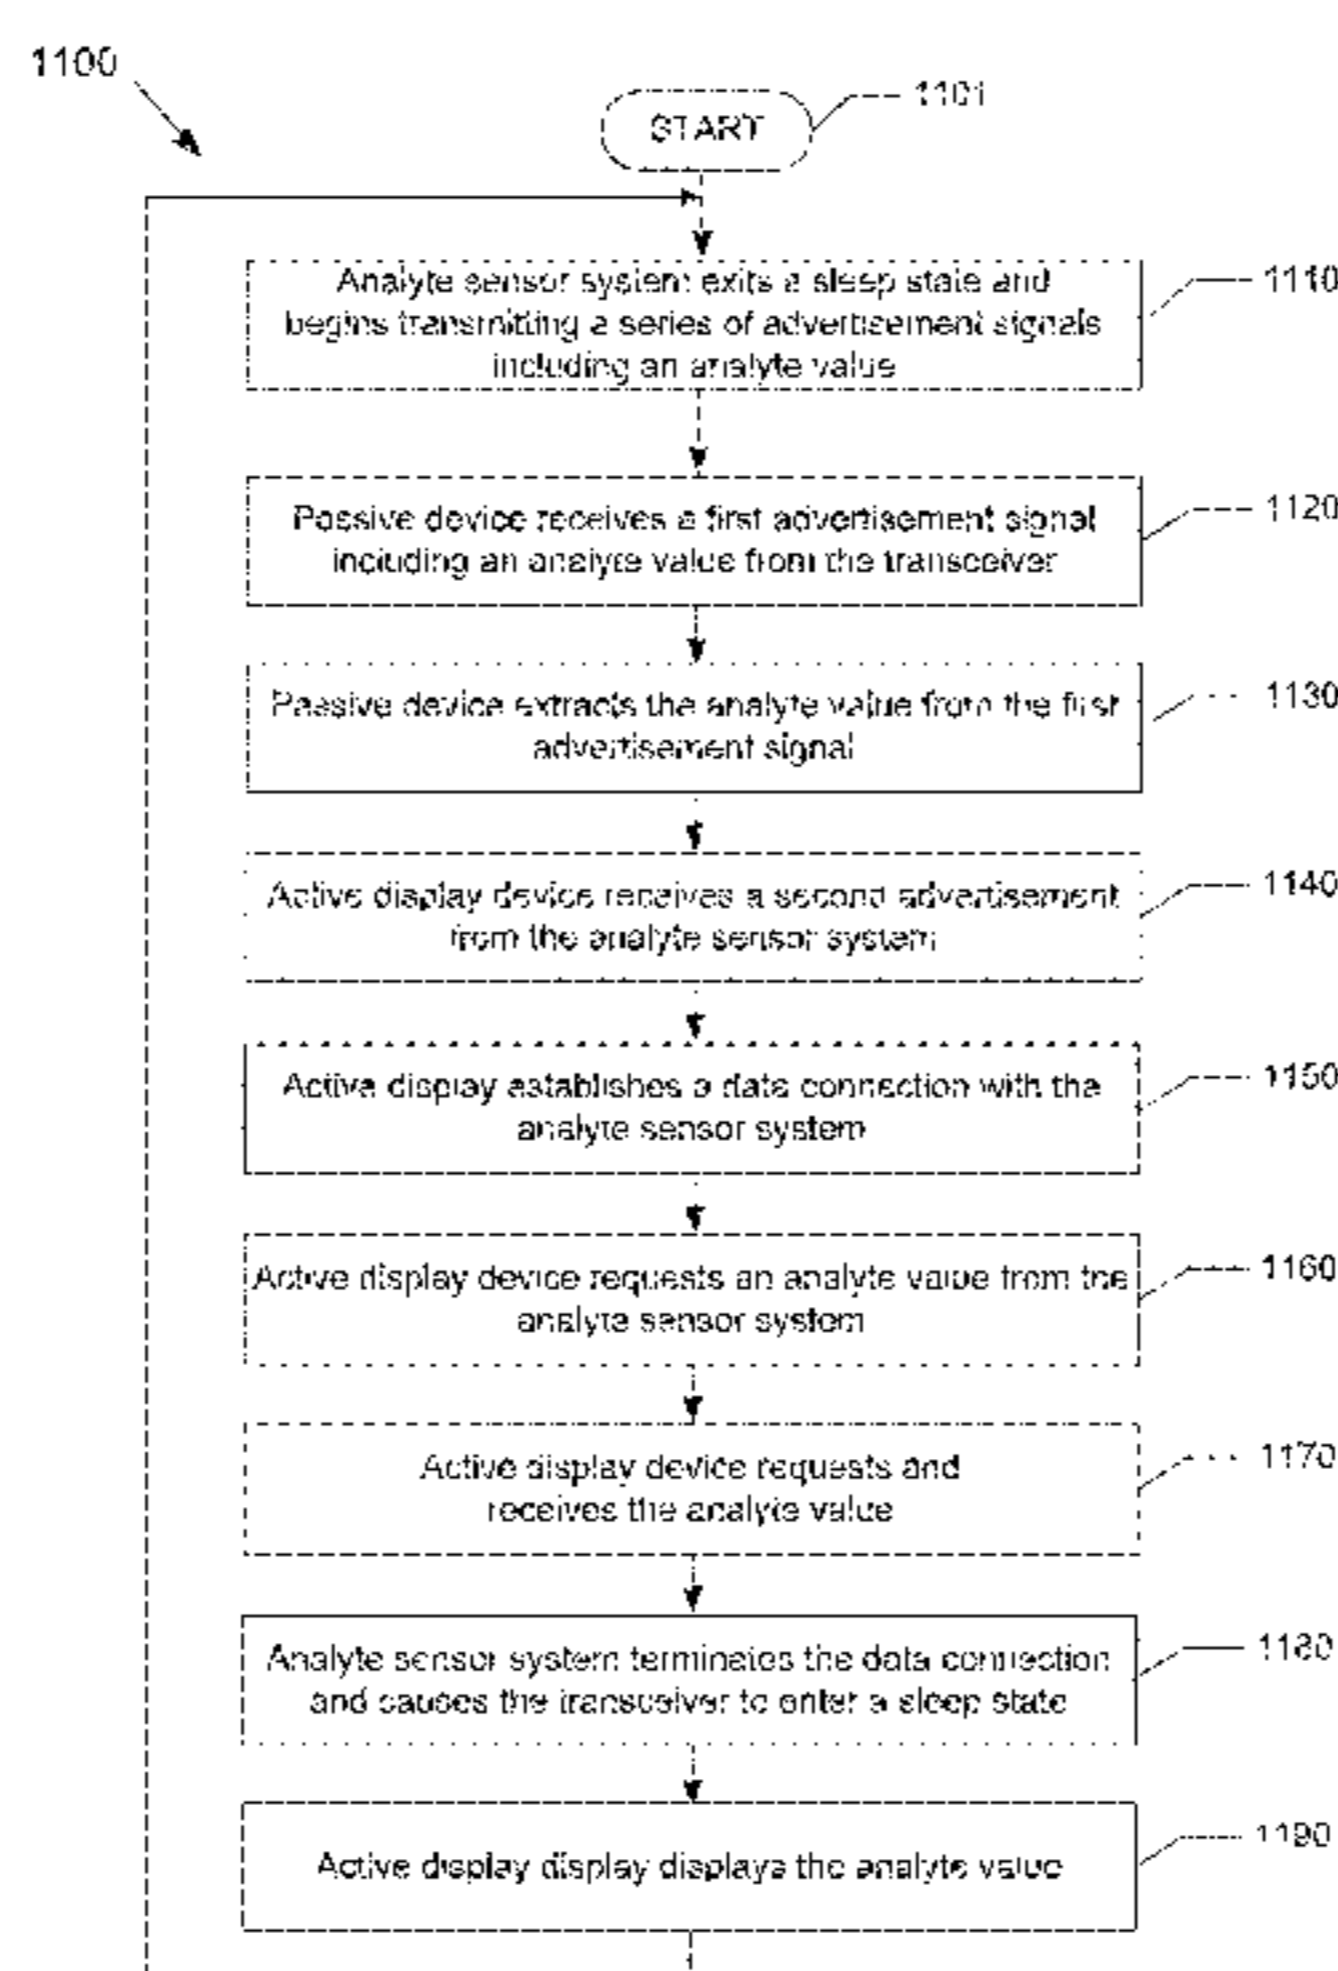 1100
START
1101
Analyte sensor system exits a sleep state and
begins transmitting a series of advertisement signals
including an analyte value
1110
Passive device receives a first advertisement signal
including an analyte value from the transceiver
1120
Passive device extracts the analyte value from the first
advertisement signal
1130
Active display device receives a second advertisement
from the analyte sensor system
1140
Active display establishes a data connection with the
analyte sensor system
1150
Active display device requests an analyte value from the
analyte sensor system
1160
Active display device requests and
receives the analyte value
1170
Analyte sensor system terminates the data connection
and causes the transceiver to enter a sleep state
1180
Active display display displays the analyte value
1190